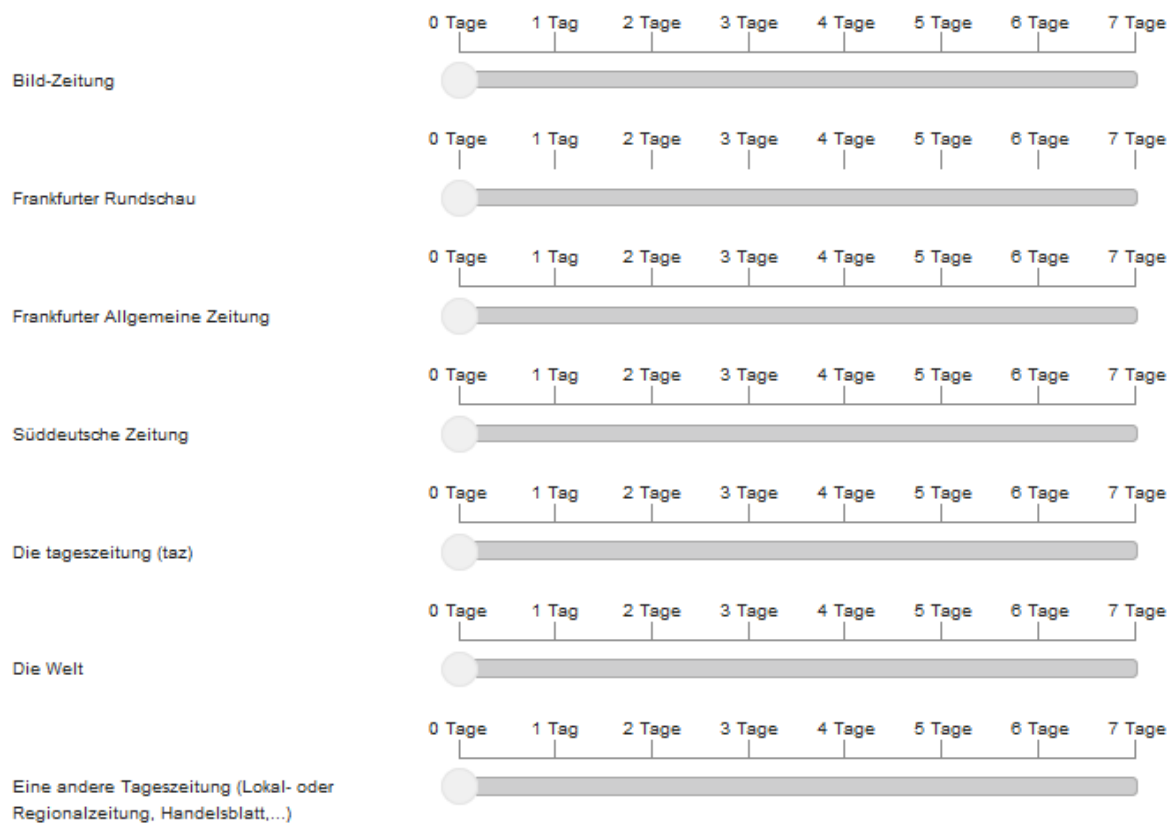 0 Tage 1 Tag 2 Tage 3 Tage 4 Tage 5 Tage 6 Tage 7 Tage
Bild-Zeitung
0 Tage 1 Tag 2 Tage 3 Tage 4 Tage 5 Tage 6 Tage 7 Tage
Frankfurter Rundschau
0 Tage 1 Tag 2 Tage 3 Tage 4 Tage 5 Tage 6 Tage 7 Tage
Frankfurter Allgemeine Zeitung
0 Tage 1 Tag 2 Tage 3 Tage 4 Tage 5 Tage 6 Tage 7 Tage
Süddeutsche Zeitung
0 Tage 1 Tag 2 Tage 3 Tage 4 Tage 5 Tage 6 Tage 7 Tage
Die tageszeitung (taz)
0 Tage 1 Tag 2 Tage 3 Tage 4 Tage 5 Tage 6 Tage 7 Tage
Die Welt
0 Tage 1 Tag 2 Tage 3 Tage 4 Tage 5 Tage 6 Tage 7 Tage
Eine andere Tageszeitung (Lokal- oder
Regionalzeitung, Handelsblatt,...)